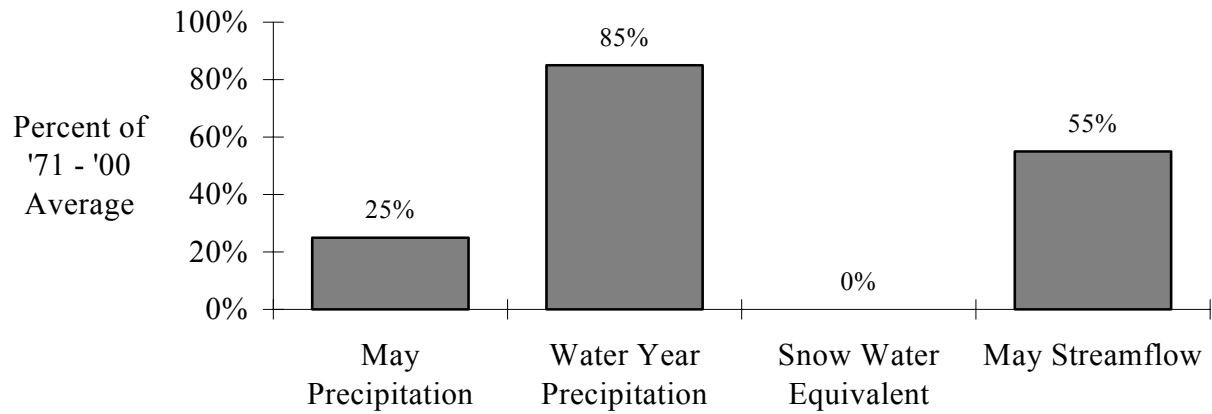 100%
80%
60%
40%
20%
0%
Percent of
'71 - '00
Average
25%
85%
0%
55%
May
Precipitation
Water Year
Precipitation
Snow Water
Equivalent
May Streamflow